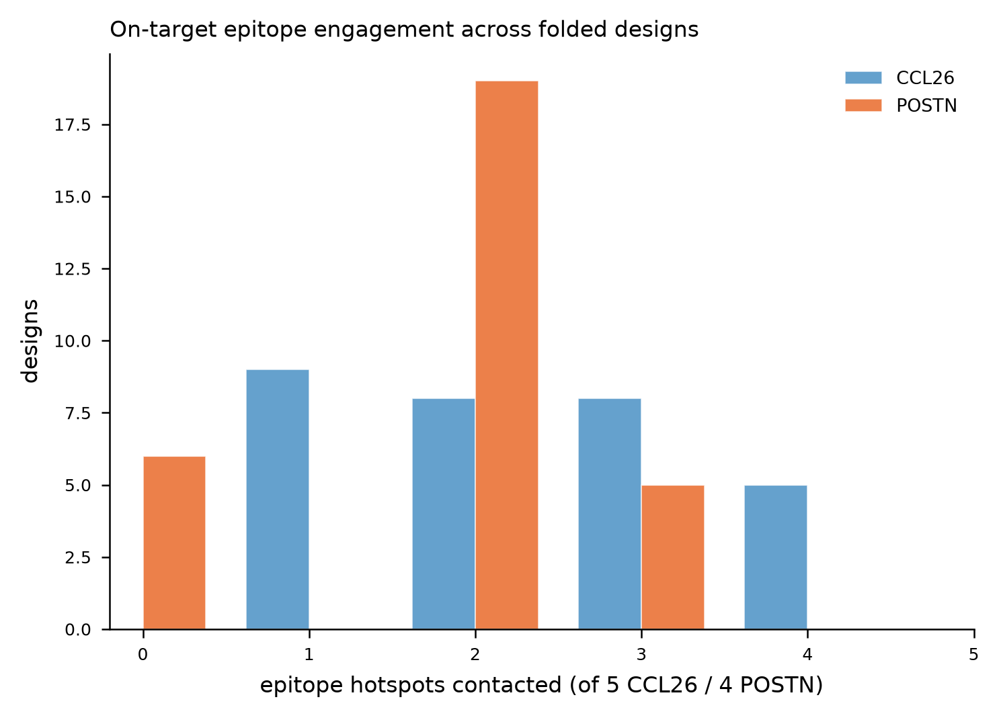 On-target epitope engagement across folded designs
CCL26
POSTN
17.5
15.0
12.5
10.0
7.5
5.0
2.5
0.0
designs
0 1 2 3 4 5
epitope hotspots contacted (of 5 CCL26 / 4 POSTN)